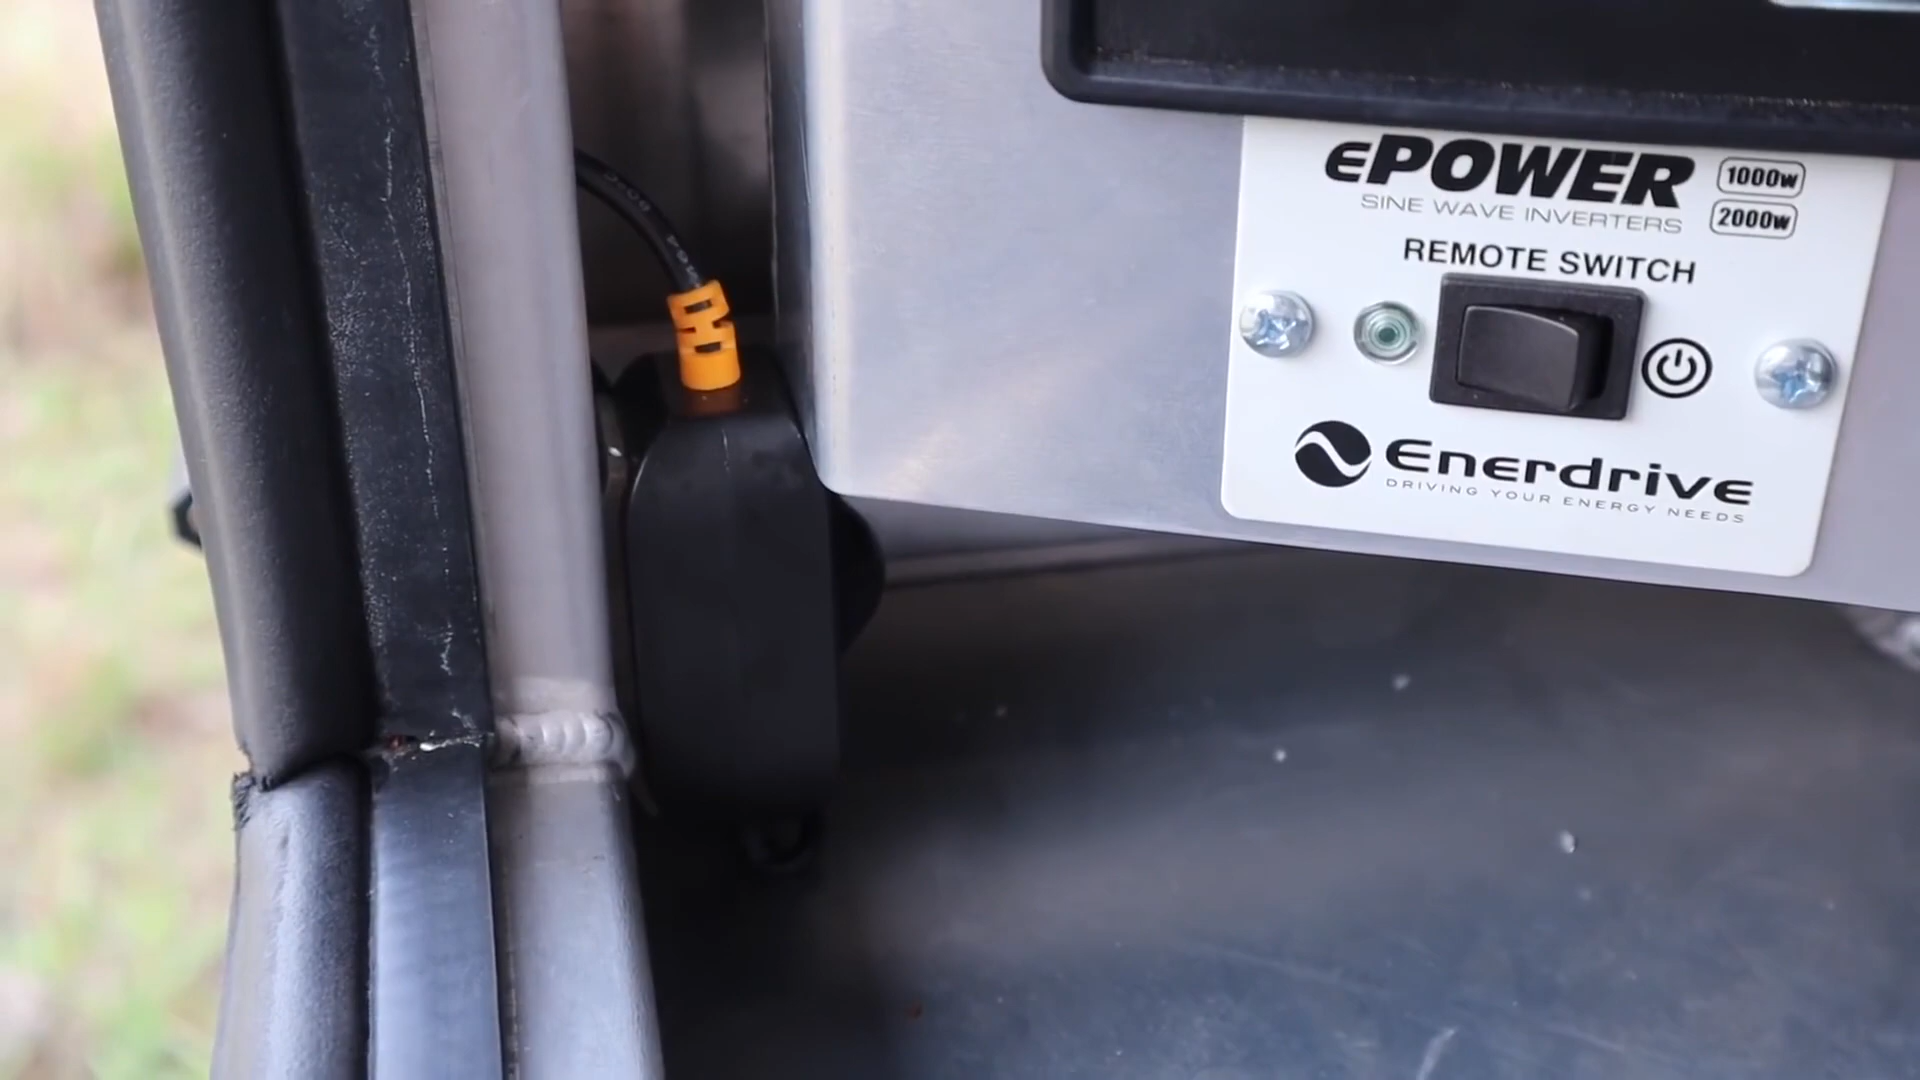 ePOWER
1000w
SINE WAVE INVERTERS
2000w
REMOTE SWITCH
Enerdrive
DRIVING YOUR ENERGY NEEDS